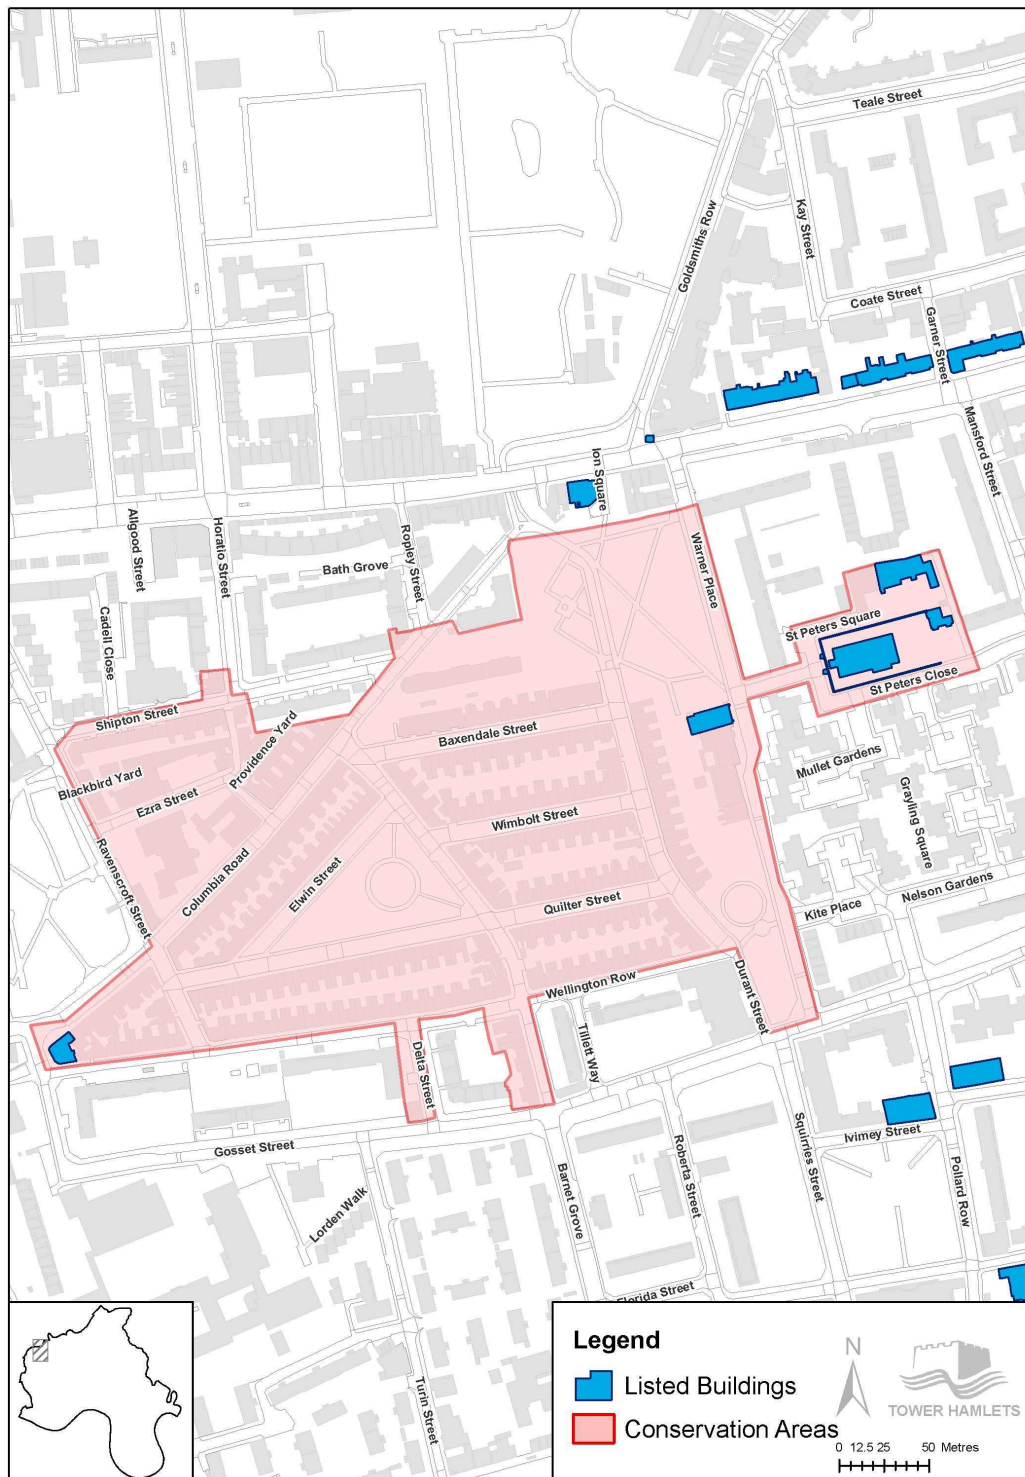 Teale Street
Goldsmiths Row
Kay Street
Coate Street
Garner Street
Mansford Street
Ion Square
Allgood Street
Horatio Street
Ropley Street
Bath Grove
Warner Place
Cadell Close
St Peters Square
St Peters Close
Shipton Street
Providence Yard
Baxendale Street
Mullet Gardens
Blackbird Yard
Ezra Street
Grayling Square
Wimbolt Street
Ravenscroft Street
Columbia Road
Elwin Street
Quilter Street
Nelson Gardens
Kite Place
Wellington Row
Durant Street
Tillett Way
Delta Street
Gosset Street
Ivimey Street
Squirries Street
Roberta Street
Barnet Grove
Pollard Row
Lorden Walk
Florida Street
Turin Street
Legend
Listed Buildings
Conservation Areas
N
TOWER HAMLETS
0 12.5 25 50 Metres